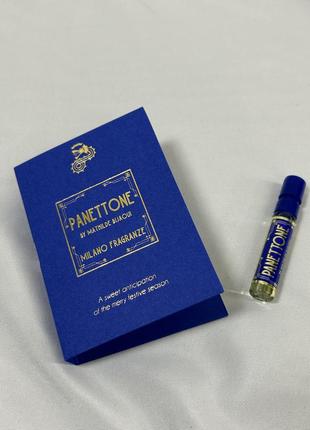 PANETTONE
BY MATHILDE BIJAOUI
MILANO FRAGRANZE
A sweet anticipation
of the merry festive season
PANETTONE